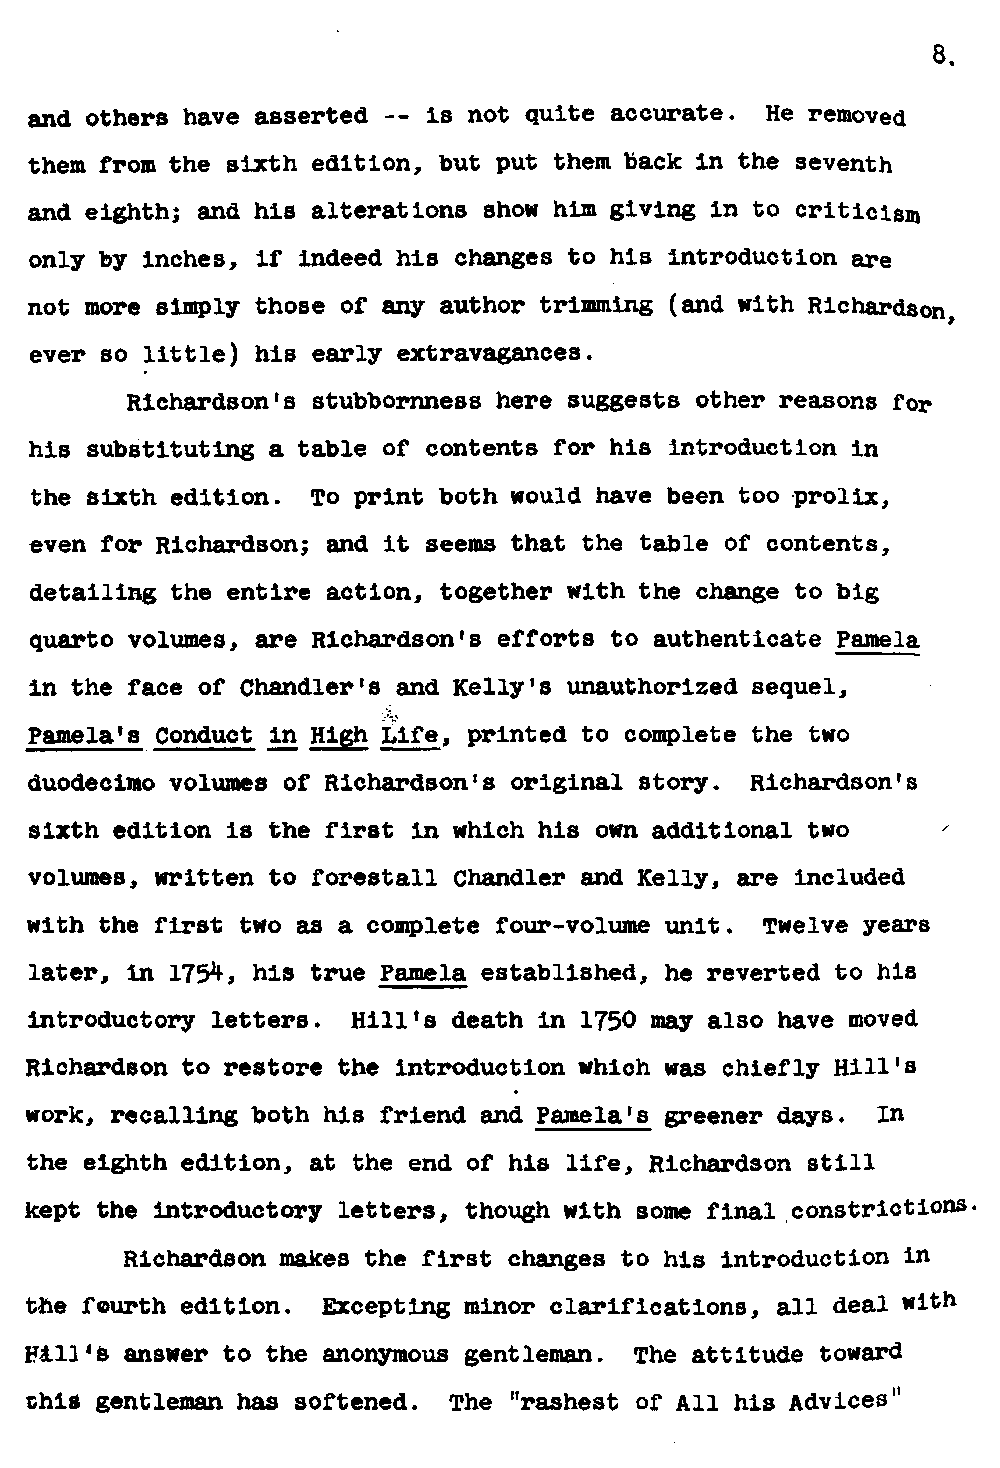 8.
and others have asserted -- is not quite accurate. He removed
them from the sixth edition, but put them back in the seventh
and eighth; and his alterations show him giving in to criticism
only by inches, if indeed his changes to his introduction are
not more simply those of any author trimming (and with Richardson,
ever so little) his early extravagances.
Richardson's stubbornness here suggests other reasons for
his substituting a table of contents for his introduction in
the sixth edition. To print both would have been too prolix,
even for Richardson; and it seems that the table of contents,
detailing the entire action, together with the change to big
quarto volumes, are Richardson's efforts to authenticate Pamela
in the face of Chandler's and Kelly's unauthorized sequel,
Pamela's Conduct in High Life, printed to complete the two
duodecimo volumes of Richardson's original story. Richardson's
sixth edition is the first in which his own additional two
volumes, written to forestall Chandler and Kelly, are included
with the first two as a complete four-volume unit. Twelve years
later, in 1754, his true Pamela established, he reverted to his
introductory letters. Hill's death in 1750 may also have moved
Richardson to restore the introduction which was chiefly Hill's
work, recalling both his friend and Pamela's greener days. In
the eighth edition, at the end of his life, Richardson still
kept the introductory letters, though with some final constrictions.
Richardson makes the first changes to his introduction in
the fourth edition. Excepting minor clarifications, all deal with
Hill's answer to the anonymous gentleman. The attitude toward
this gentleman has softened. The "rashest of All his Advices"